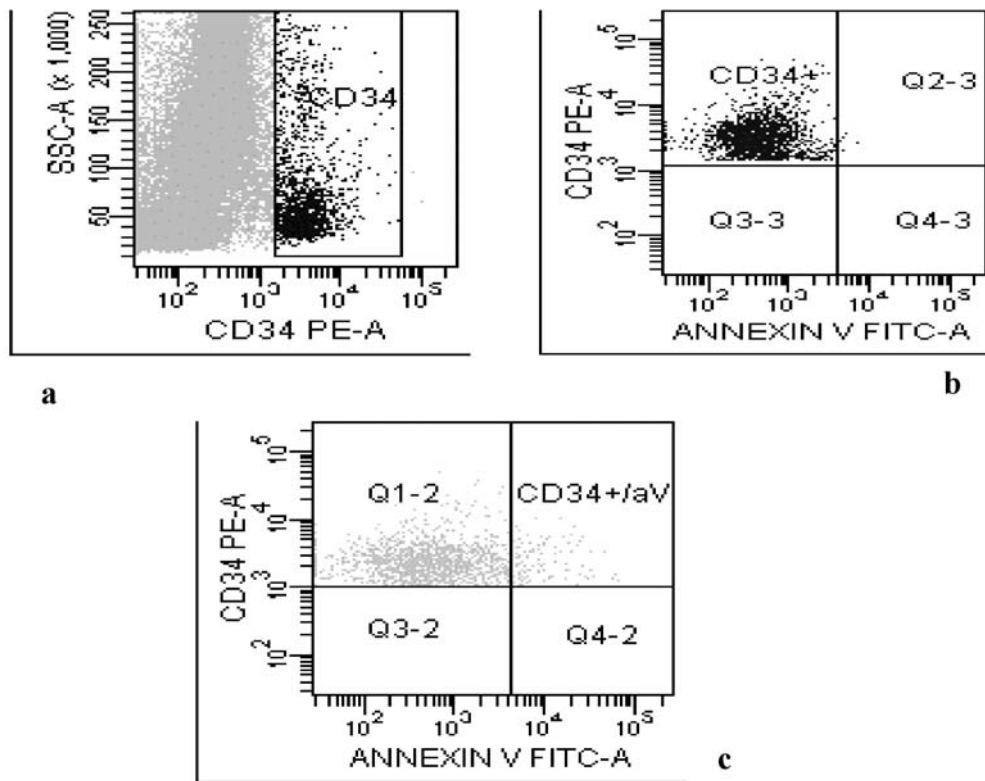 250
200
150
100
50
SSC-A (x 1,000)
CD34
10² 10³ 10⁴ 10⁵
CD34 PE-A
a
10⁵
10⁴
10³
10²
CD34 PE-A
CD34+
Q2-3
Q3-3
Q4-3
10² 10³ 10⁴ 10⁵
ANNEXIN V FITC-A
b
10⁵
10⁴
10³
10²
CD34 PE-A
Q1-2
CD34+/aV
Q3-2
Q4-2
10² 10³ 10⁴ 10⁵
ANNEXIN V FITC-A
c